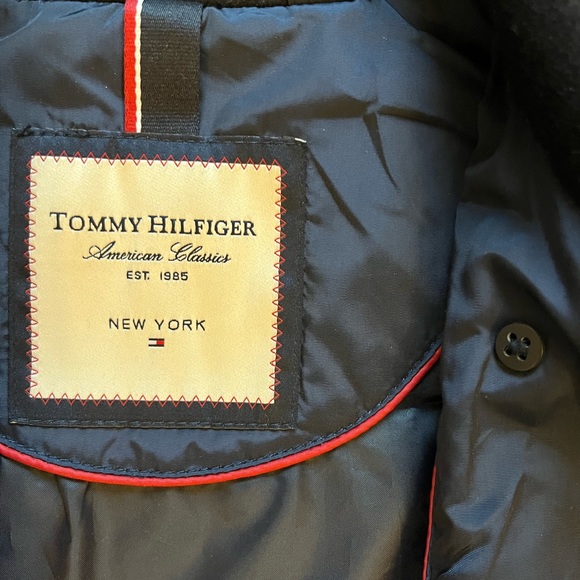 TOMMY HILFIGER
American Classics
EST. 1985
NEW YORK